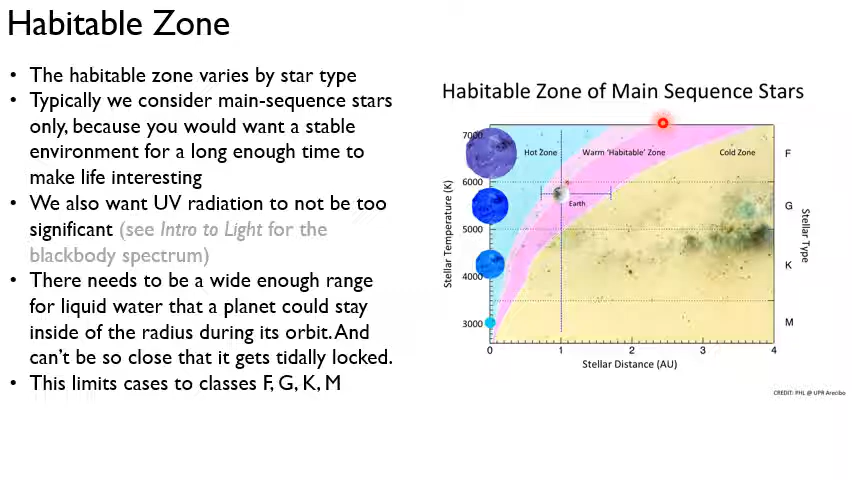 Habitable Zone
• The habitable zone varies by star type
• Typically we consider main-sequence stars
only, because you would want a stable
environment for a long enough time to
make life interesting
• We also want UV radiation to not be too
significant (see Intro to Light for the
blackbody spectrum)
• There needs to be a wide enough range
for liquid water that a planet could stay
inside of the radius during its orbit. And
can't be so close that it gets tidally locked.
• This limits cases to classes F, G, K, M
Habitable Zone of Main Sequence Stars
7000
Hot Zone
Warm 'Habitable' Zone
Cold Zone
F
6000
Earth
G
5000
K
4000
3000
M
Stellar Temperature (K)
Stellar Type
0 1 2 3 4
Stellar Distance (AU)
CREDIT: PHL @ UPR Arecibo